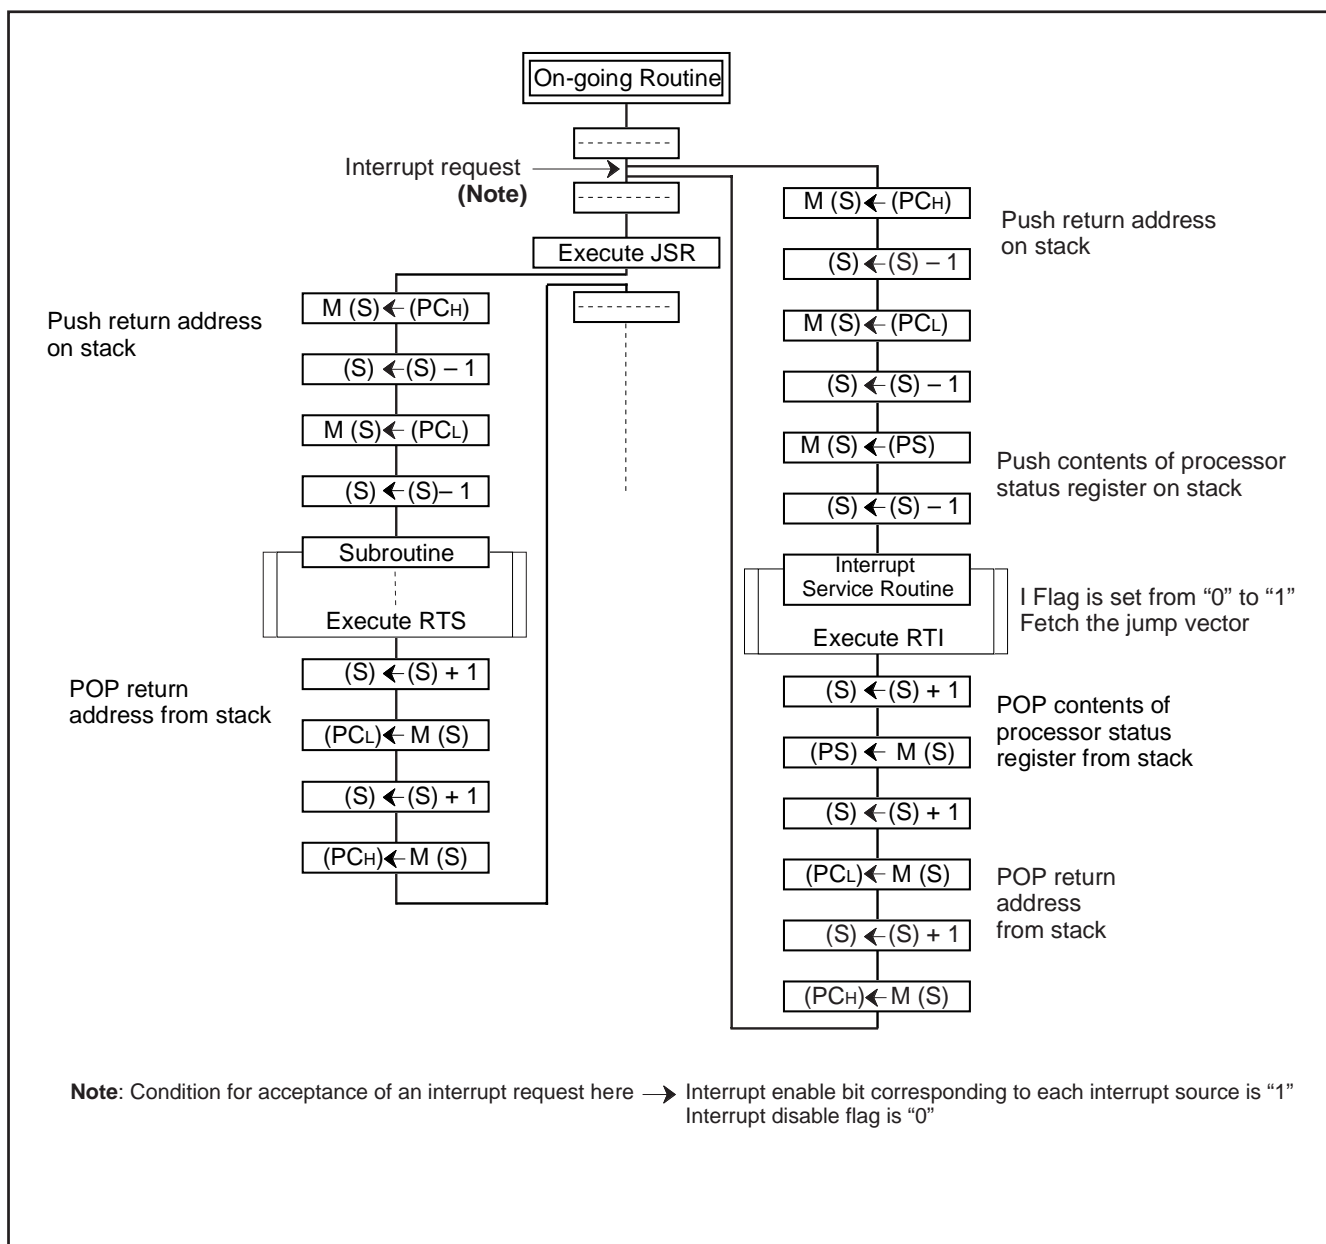 On-going Routine
Interrupt request
(Note)
Execute JSR
Push return address
on stack
M (S) ← (PCH)
(S) ← (S) – 1
M (S) ← (PCL)
(S) ← (S)– 1
Subroutine
Execute RTS
POP return
address from stack
(S) ← (S) + 1
(PCL) ← M (S)
(S) ← (S) + 1
(PCH) ← M (S)
M (S) ← (PCH)
Push return address
on stack
(S) ← (S) – 1
M (S) ← (PCL)
(S) ← (S) – 1
M (S) ← (PS)
Push contents of processor
status register on stack
(S) ← (S) – 1
Interrupt
Service Routine
I Flag is set from “0” to “1”
Fetch the jump vector
Execute RTI
(S) ← (S) + 1
POP contents of
processor status
register from stack
(PS) ← M (S)
(S) ← (S) + 1
(PCL) ← M (S)
POP return
address
from stack
(S) ← (S) + 1
(PCH) ← M (S)
Note: Condition for acceptance of an interrupt request here → Interrupt enable bit corresponding to each interrupt source is “1”
Interrupt disable flag is “0”